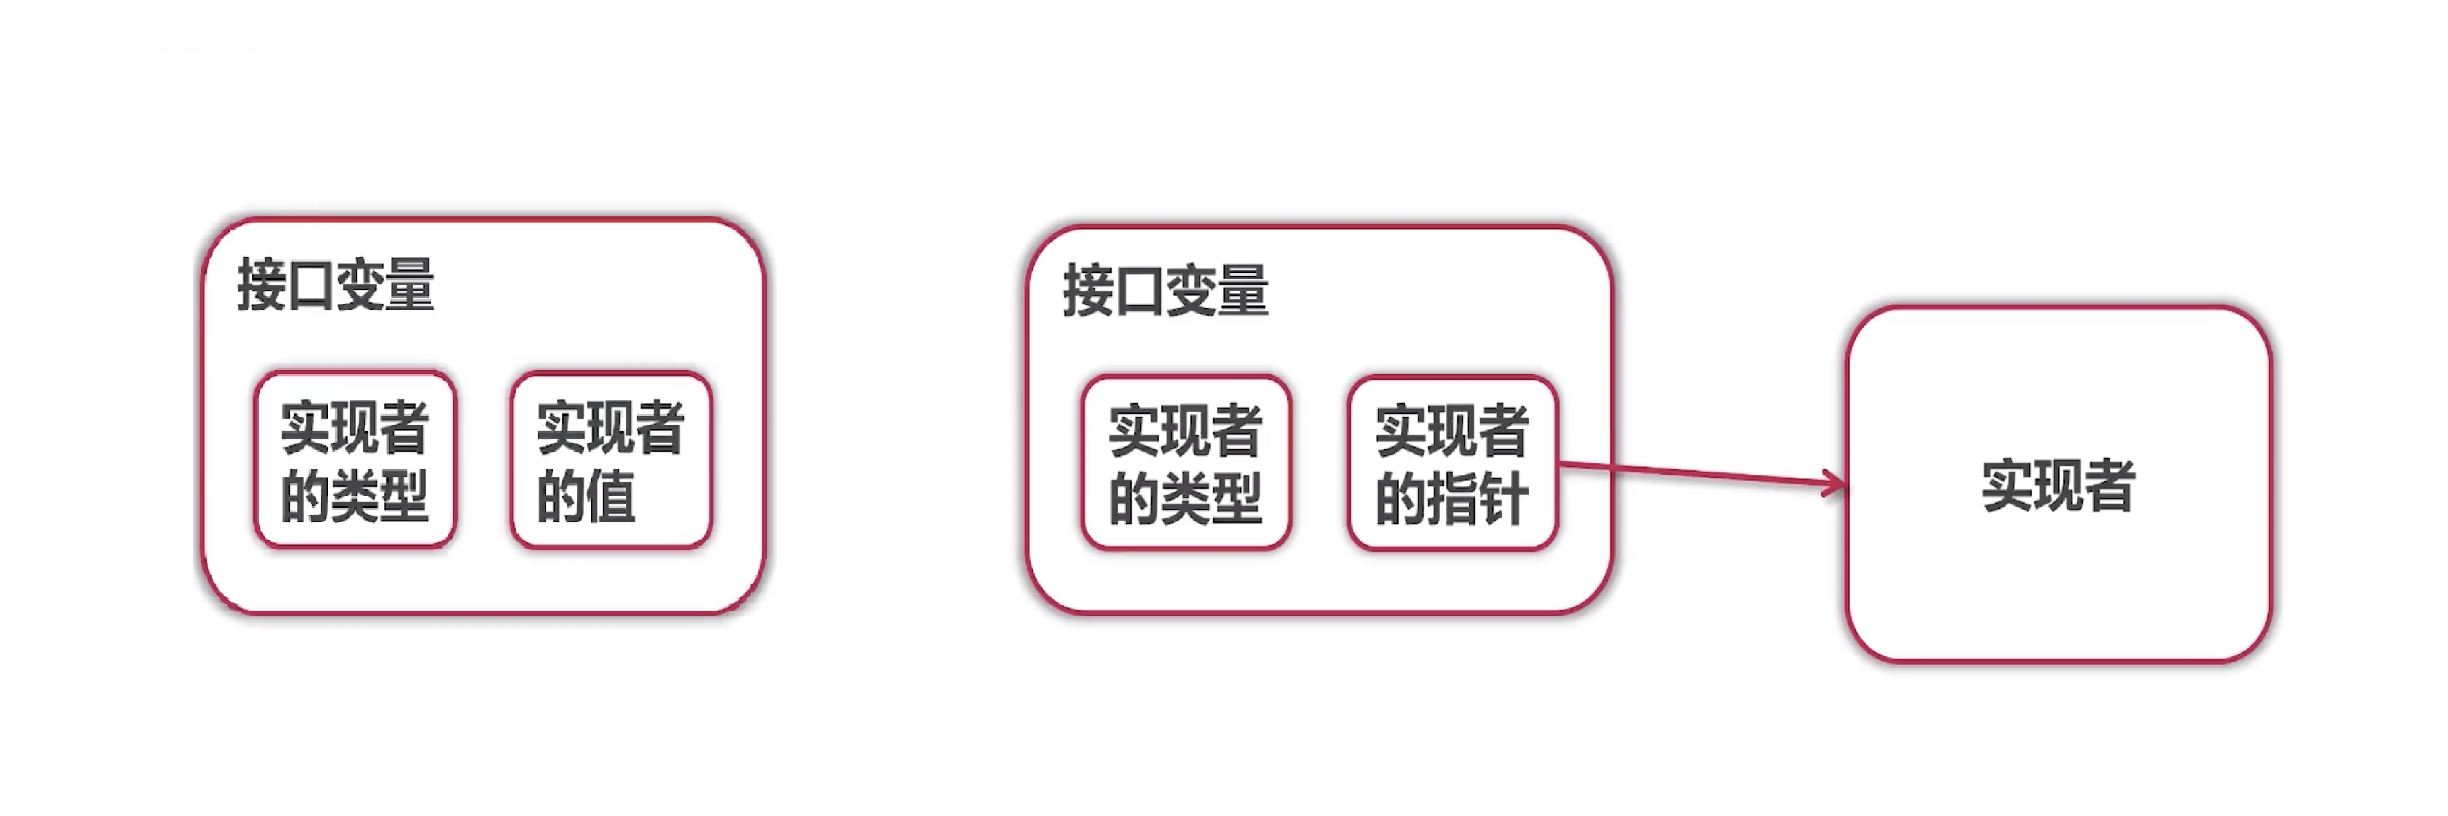 接口变量
实现者
的类型
实现者
的值
接口变量
实现者
的类型
实现者
的指针
实现者